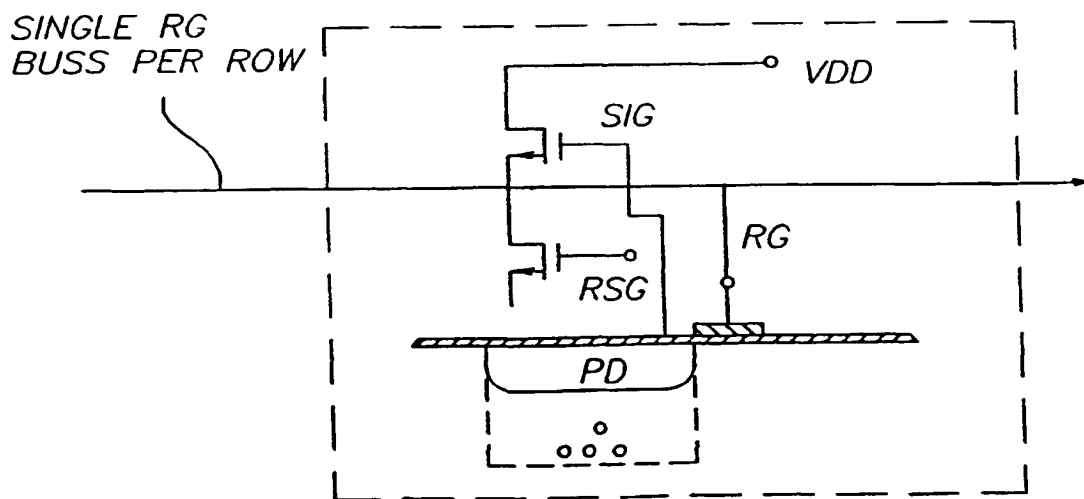 SINGLE RG
BUSS PER ROW
VDD
SIG
RG
RSG
PD